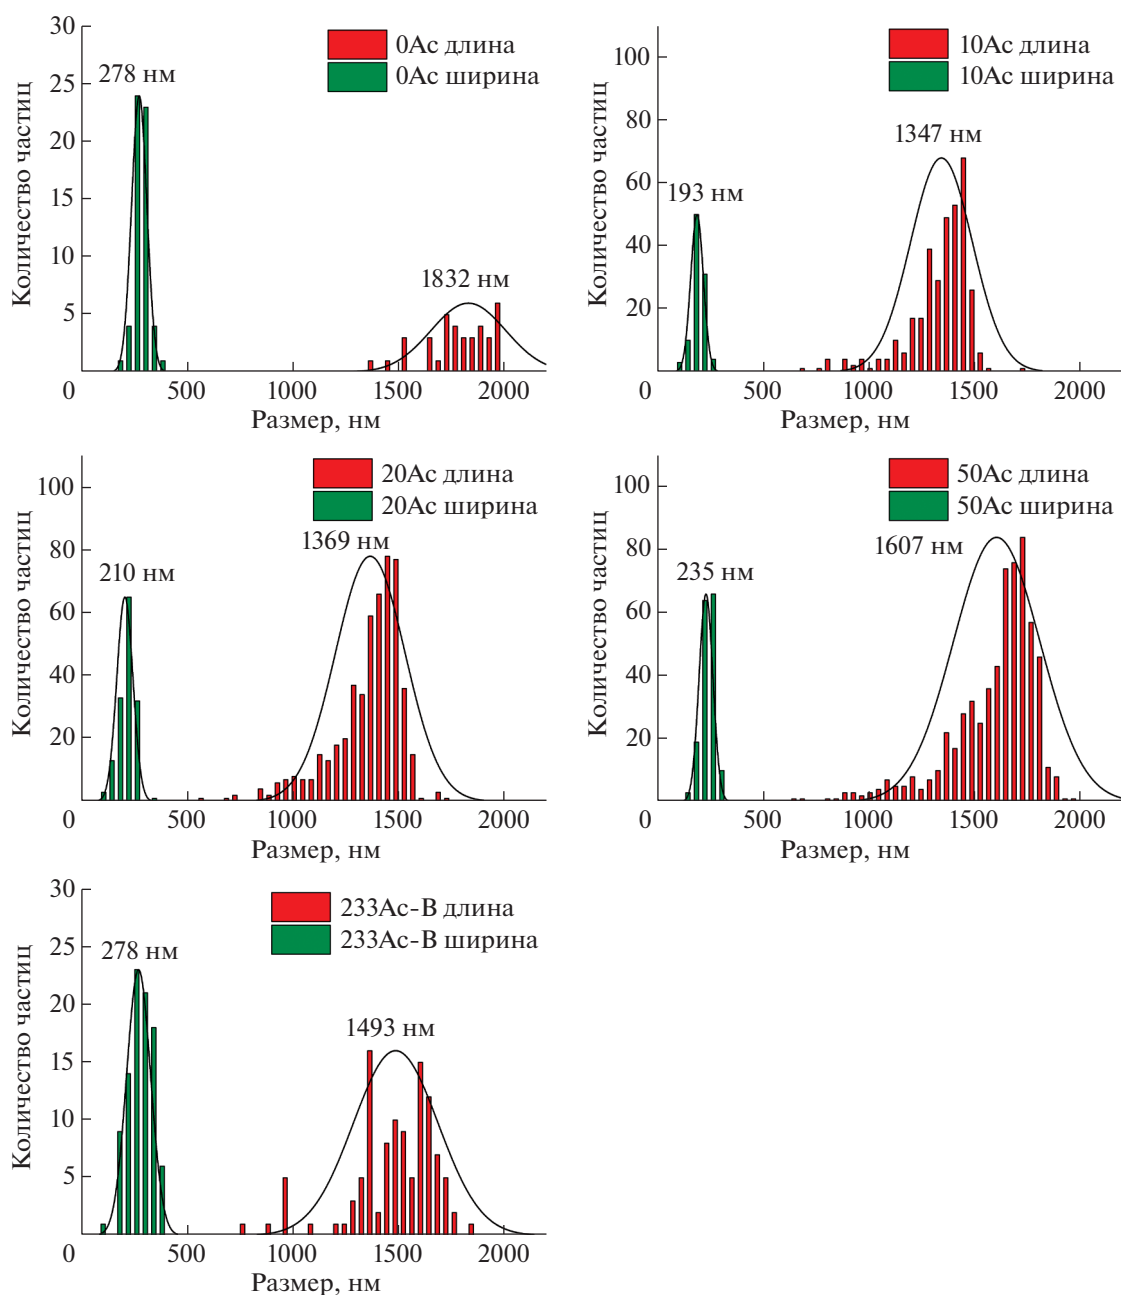 30
25
20
15
10
5
0
500
1000
1500
2000
Количество частиц
Размер, нм
0Ac длина
0Ac ширина
278 нм
1832 нм
100
80
60
40
20
0
500
1000
1500
2000
Количество частиц
Размер, нм
10Ac длина
10Ac ширина
193 нм
1347 нм
100
80
60
40
20
0
500
1000
1500
2000
Количество частиц
Размер, нм
20Ac длина
20Ac ширина
210 нм
1369 нм
100
80
60
40
20
0
500
1000
1500
2000
Количество частиц
Размер, нм
50Ac длина
50Ac ширина
235 нм
1607 нм
30
25
20
15
10
5
0
500
1000
1500
2000
Количество частиц
Размер, нм
233Ac-B длина
233Ac-B ширина
278 нм
1493 нм